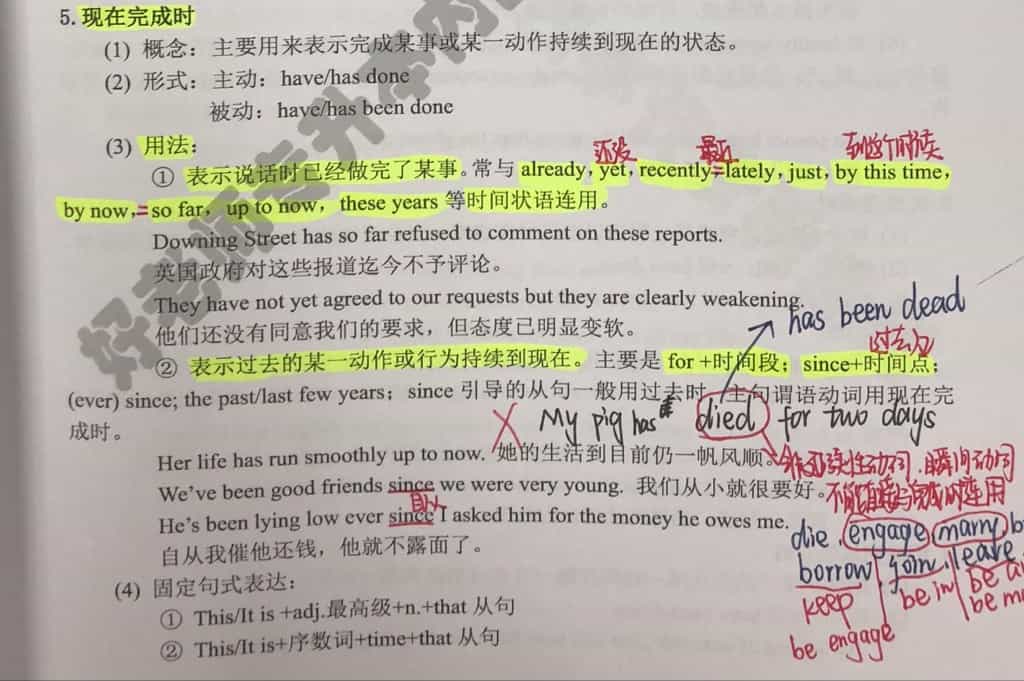 5. 现在完成时
(1) 概念：主要用来表示完成某事或某一动作持续到现在的状态。
(2) 形式：主动：have/has done
被动：have/has been done
(3) 用法：
还没 最近 到这个时候
① 表示说话时已经做完了某事。常与 already, yet, recently=lately, just, by this time,
by now,=so far，up to now，these years 等时间状语连用。
Downing Street has so far refused to comment on these reports.
英国政府对这些报道迄今不予评论。
They have not yet agreed to our requests but they are clearly weakening.
has been dead
他们还没有同意我们的要求，但态度已明显变软。
② 表示过去的某一动作或行为持续到现在。主要是 for +时间段；since+时间点；
(ever) since; the past/last few years；since 引导的从句一般用过去时，主句谓语动词用现在完
成时。
X My pig has died for two days
Her life has run smoothly up to now. 她的生活到目前仍一帆风顺。
非延续性动词、瞬间动词
We've been good friends since we were very young. 我们从小就很要好。
自从
He's been lying low ever since I asked him for the money he owes me.
自从我催他还钱，他就不露面了。
die, engage, marry, b
borrow, join, leave
keep be in be a
be m
be engage
(4) 固定句式表达：
① This/It is +adj.最高级+n.+that 从句
② This/It is+序数词+time+that 从句
好老师专升本内